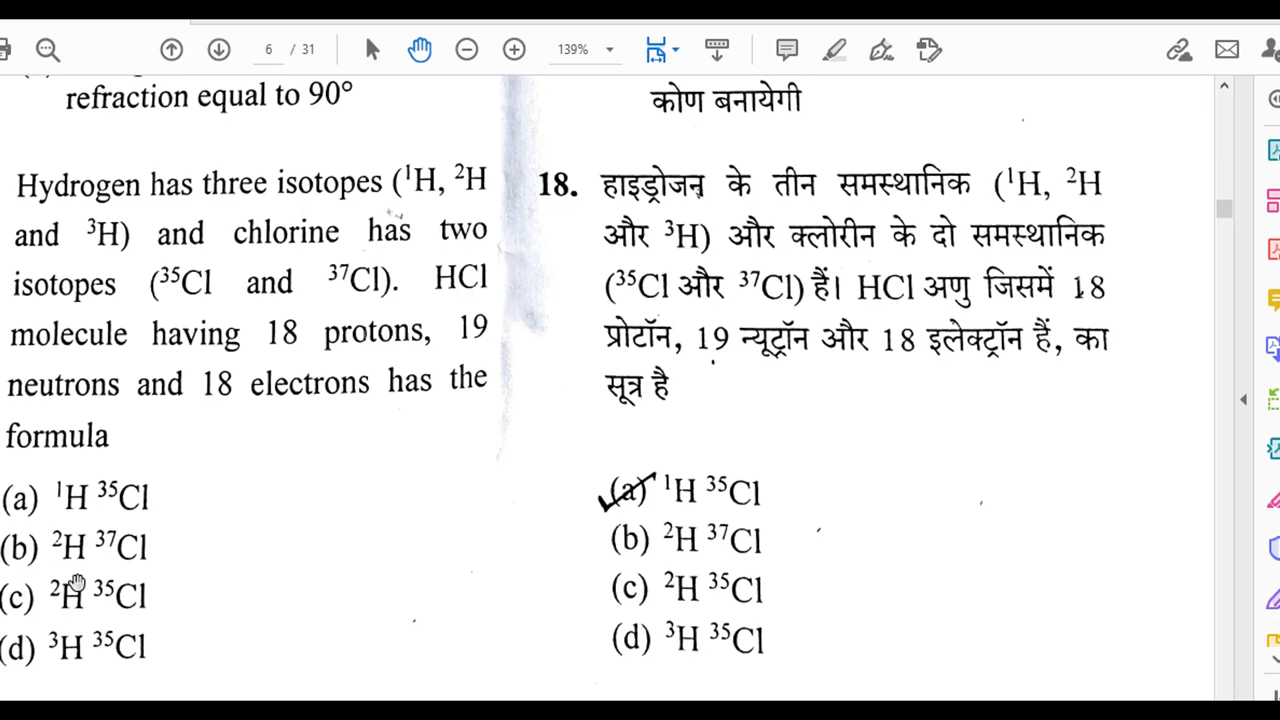 6 / 31
139%
refraction equal to 90°
Hydrogen has three isotopes (¹H, ²H
and ³H) and chlorine has two
isotopes (³⁵Cl and ³⁷Cl). HCl
molecule having 18 protons, 19
neutrons and 18 electrons has the
formula
(a) ¹H ³⁵Cl
(b) ²H ³⁷Cl
(c) ²H ³⁵Cl
(d) ³H ³⁵Cl
कोण बनायेगी
18. हाइड्रोजन के तीन समस्थानिक (¹H, ²H
और ³H) और क्लोरीन के दो समस्थानिक
(³⁵Cl और ³⁷Cl) हैं। HCl अणु जिसमें 18
प्रोटॉन, 19 न्यूट्रॉन और 18 इलेक्ट्रॉन हैं, का
सूत्र है
(a) ¹H ³⁵Cl
(b) ²H ³⁷Cl
(c) ²H ³⁵Cl
(d) ³H ³⁵Cl